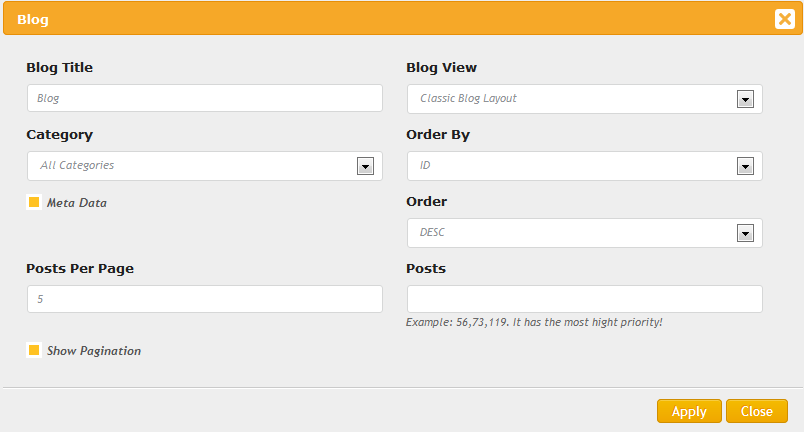 Blog
Blog Title
Blog View
Blog
Classic Blog Layout
Category
Order By
All Categories
ID
Meta Data
Order
DESC
Posts Per Page
Posts
5
Example: 56,73,119. It has the most hight priority!
Show Pagination
Apply
Close